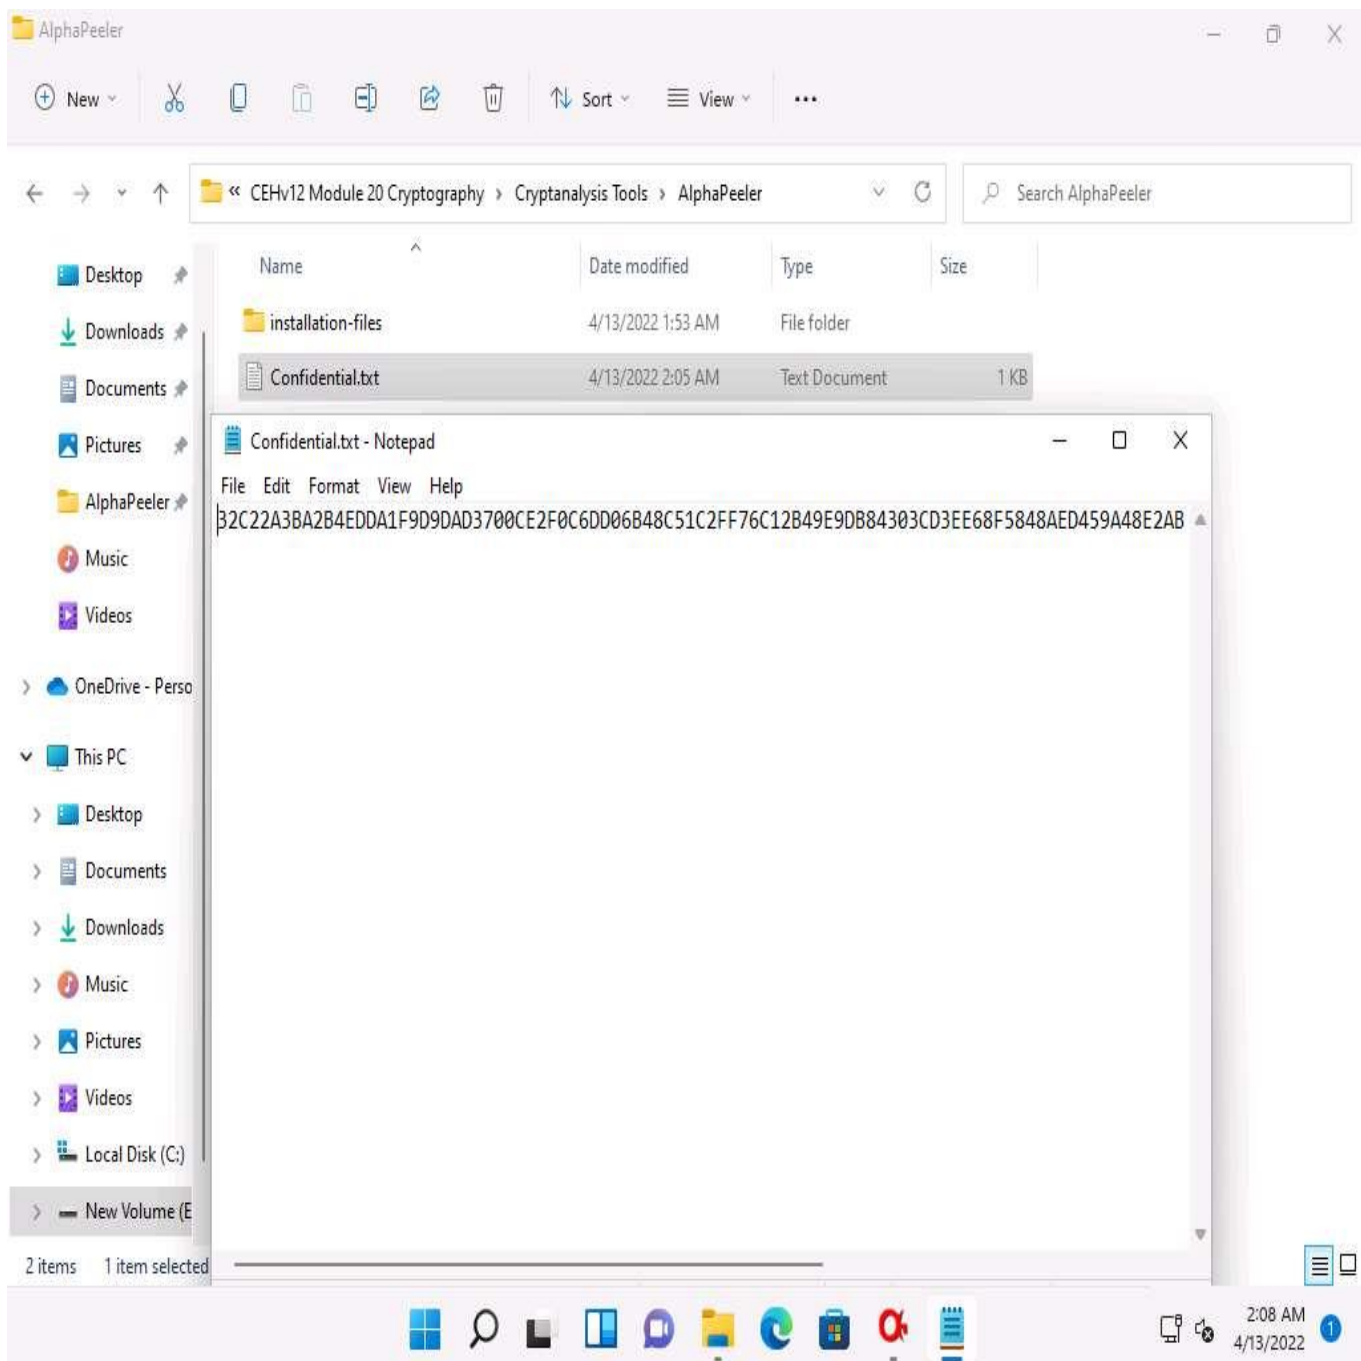 AlphaPeeler
New
Sort
View
« CEHv12 Module 20 Cryptography › Cryptanalysis Tools › AlphaPeeler
Search AlphaPeeler
Name Date modified Type Size
installation-files 4/13/2022 1:53 AM File folder
Confidential.txt 4/13/2022 2:05 AM Text Document 1 KB
Desktop
Downloads
Documents
Pictures
AlphaPeeler
Music
Videos
OneDrive - Perso
This PC
Desktop
Documents
Downloads
Music
Pictures
Videos
Local Disk (C:)
New Volume (E
Confidential.txt - Notepad
File Edit Format View Help
32C22A3BA2B4EDDA1F9D9DAD3700CE2F0C6DD06B48C51C2FF76C12B49E9DB84303CD3EE68F5848AED459A48E2AB
2 items 1 item selected
2:08 AM
4/13/2022
1